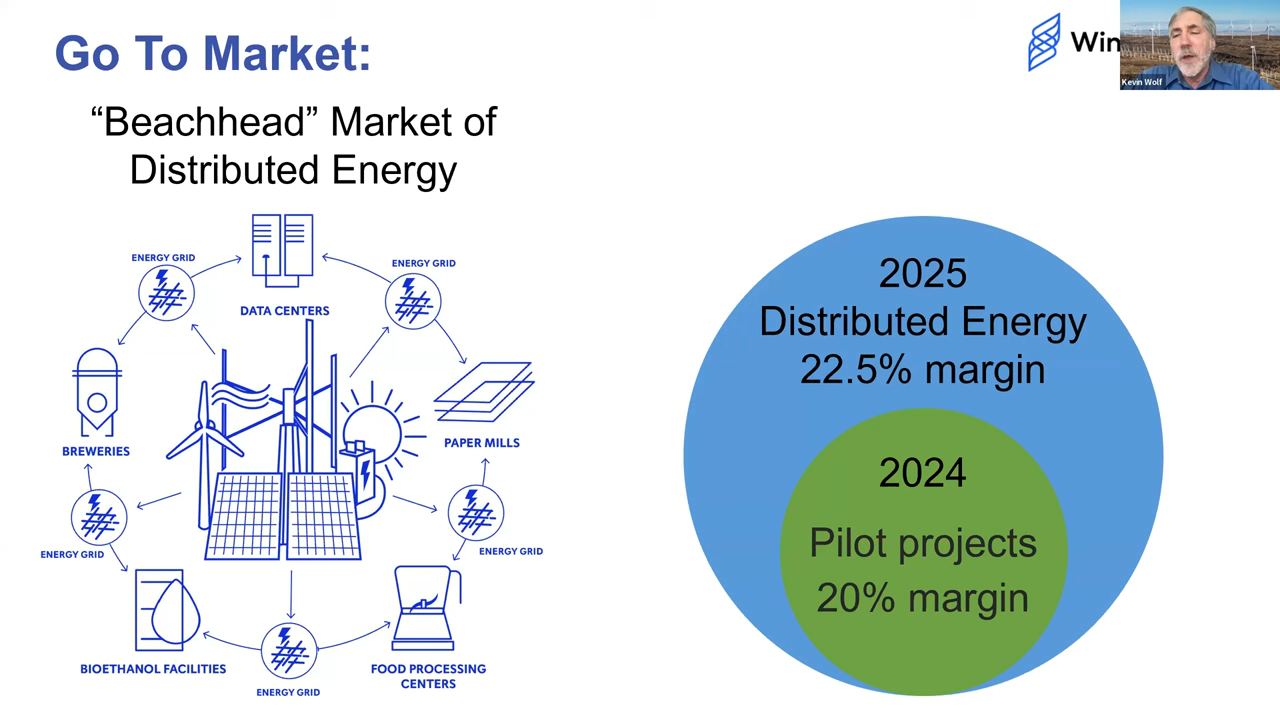 Go To Market:
Win
Kevin Wolf
“Beachhead” Market of
Distributed Energy
ENERGY GRID
ENERGY GRID
DATA CENTERS
BREWERIES
PAPER MILLS
ENERGY GRID
ENERGY GRID
BIOETHANOL FACILITIES
FOOD PROCESSING
CENTERS
ENERGY GRID
2025
Distributed Energy
22.5% margin
2024
Pilot projects
20% margin